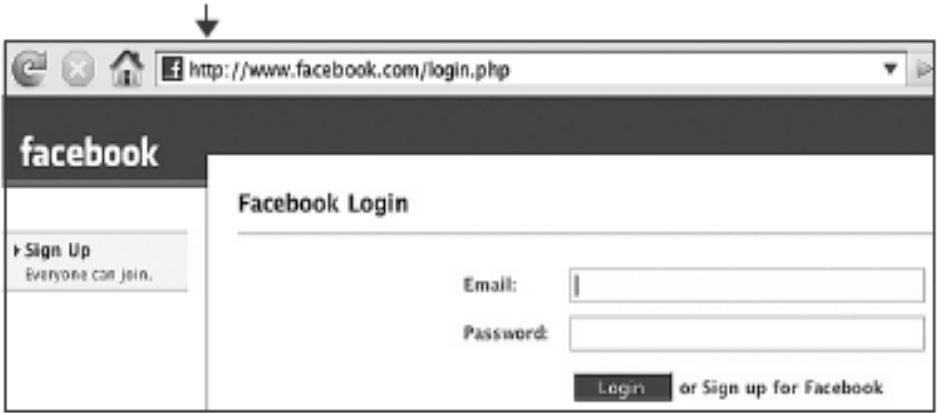 http://www.facebook.com/login.php
facebook
Facebook Login
Sign Up
Everyone can join.
Email:
Password:
Login or Sign up for Facebook